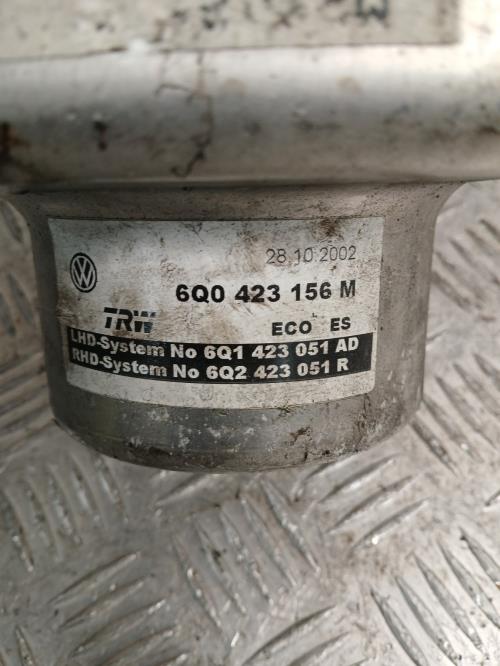 28.10.2002
6Q0 423 156 M
TRW
ECO ES
LHD-System No 6Q1 423 051 AD
RHD-System No 6Q2 423 051 R